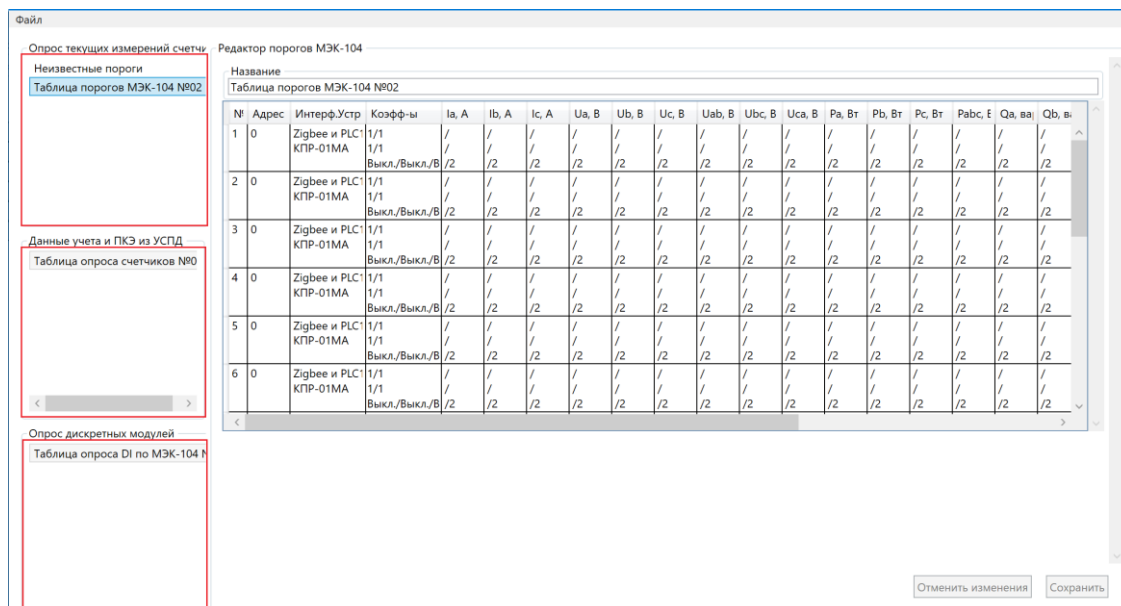 Файл
Опрос текущих измерений счетчи
Неизвестные пороги
Таблица порогов МЭК-104 №02
Данные учета и ПКЭ из УСПД
Таблица опроса счетчиков №0
Опрос дискретных модулей
Таблица опроса DI по МЭК-104 №
Редактор порогов МЭК-104
Название
Таблица порогов МЭК-104 №02
№ Адрес Интерф.Устр Коэфф-ы Ia, A Ib, A Ic, A Ua, В Ub, В Uc, В Uab, В Ubc, В Uca, В Pa, Вт Pb, Вт Pc, Вт Pabc, В Qa, вар Qb, ва
1 0 Zigbee и PLC1 1/1 / / / / / / / / / / / / / / /
КПР-01МА 1/1 / / / / / / / / / / / / / / /
Выкл./Выкл./В /2 /2 /2 /2 /2 /2 /2 /2 /2 /2 /2 /2 /2 /2 /2
2 0 Zigbee и PLC1 1/1 / / / / / / / / / / / / / / /
КПР-01МА 1/1 / / / / / / / / / / / / / / /
Выкл./Выкл./В /2 /2 /2 /2 /2 /2 /2 /2 /2 /2 /2 /2 /2 /2 /2
3 0 Zigbee и PLC1 1/1 / / / / / / / / / / / / / / /
КПР-01МА 1/1 / / / / / / / / / / / / / / /
Выкл./Выкл./В /2 /2 /2 /2 /2 /2 /2 /2 /2 /2 /2 /2 /2 /2 /2
4 0 Zigbee и PLC1 1/1 / / / / / / / / / / / / / / /
КПР-01МА 1/1 / / / / / / / / / / / / / / /
Выкл./Выкл./В /2 /2 /2 /2 /2 /2 /2 /2 /2 /2 /2 /2 /2 /2 /2
5 0 Zigbee и PLC1 1/1 / / / / / / / / / / / / / / /
КПР-01МА 1/1 / / / / / / / / / / / / / / /
Выкл./Выкл./В /2 /2 /2 /2 /2 /2 /2 /2 /2 /2 /2 /2 /2 /2 /2
6 0 Zigbee и PLC1 1/1 / / / / / / / / / / / / / / /
КПР-01МА 1/1 / / / / / / / / / / / / / / /
Выкл./Выкл./В /2 /2 /2 /2 /2 /2 /2 /2 /2 /2 /2 /2 /2 /2 /2
Отменить изменения Сохранить